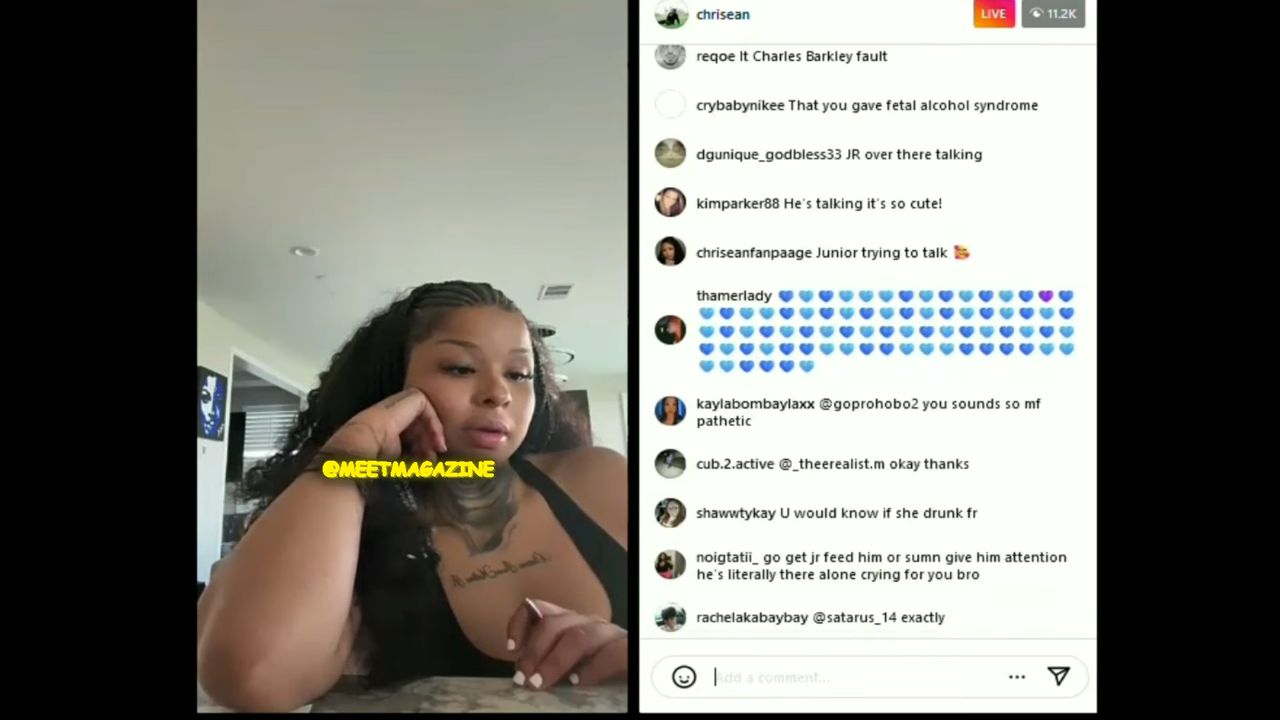 chrisean
LIVE
11.2K
reqoe It Charles Barkley fault
crybabynikee That you gave fetal alcohol syndrome
dgunique_godbless33 JR over there talking
kimparker88 He's talking it's so cute!
chriseanfanpaage Junior trying to talk 🥰
thamerlady 💙🩵💙🩵🩵🩵💙🩵💙🩵💙🩵💙💜💙
kaylabombaylaxx @goprohobo2 you sounds so mf
pathetic
cub.2.active @_theerealist.m okay thanks
shawwtykay U would know if she drunk fr
noigtatii_ go get jr feed him or sumn give him attention
he's literally there alone crying for you bro
rachelakabaybay @satarus_14 exactly
Add a comment...
@MEETMAGAZINE